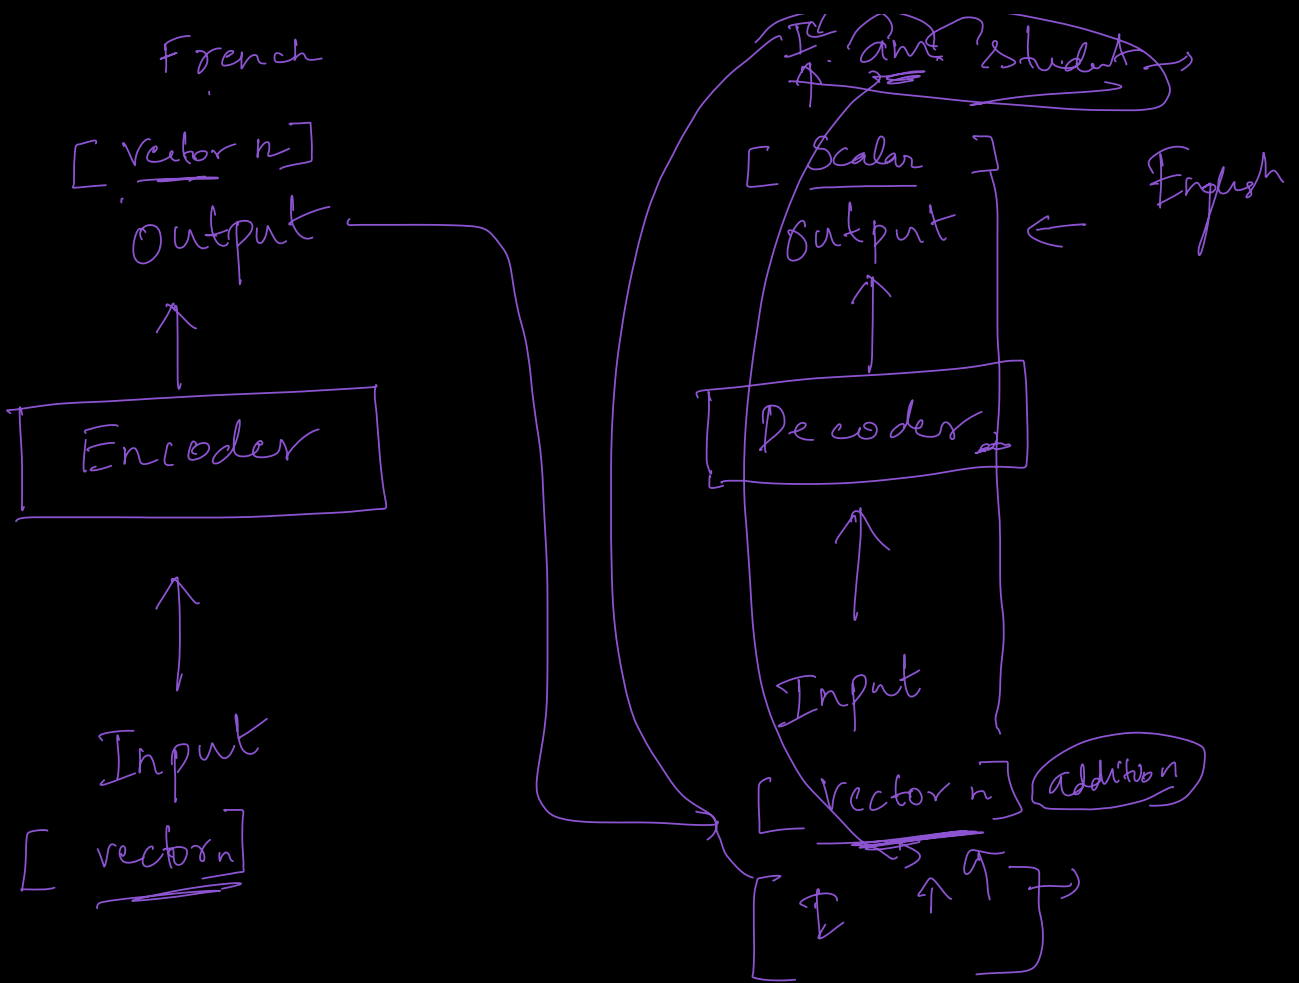 French
[ vector n ]
output
Encoder
Input
[ vector n ]
I am student
[ Scalar ]
output
English
Decoder
Input
[ Vector n ]
addition
[ I ]